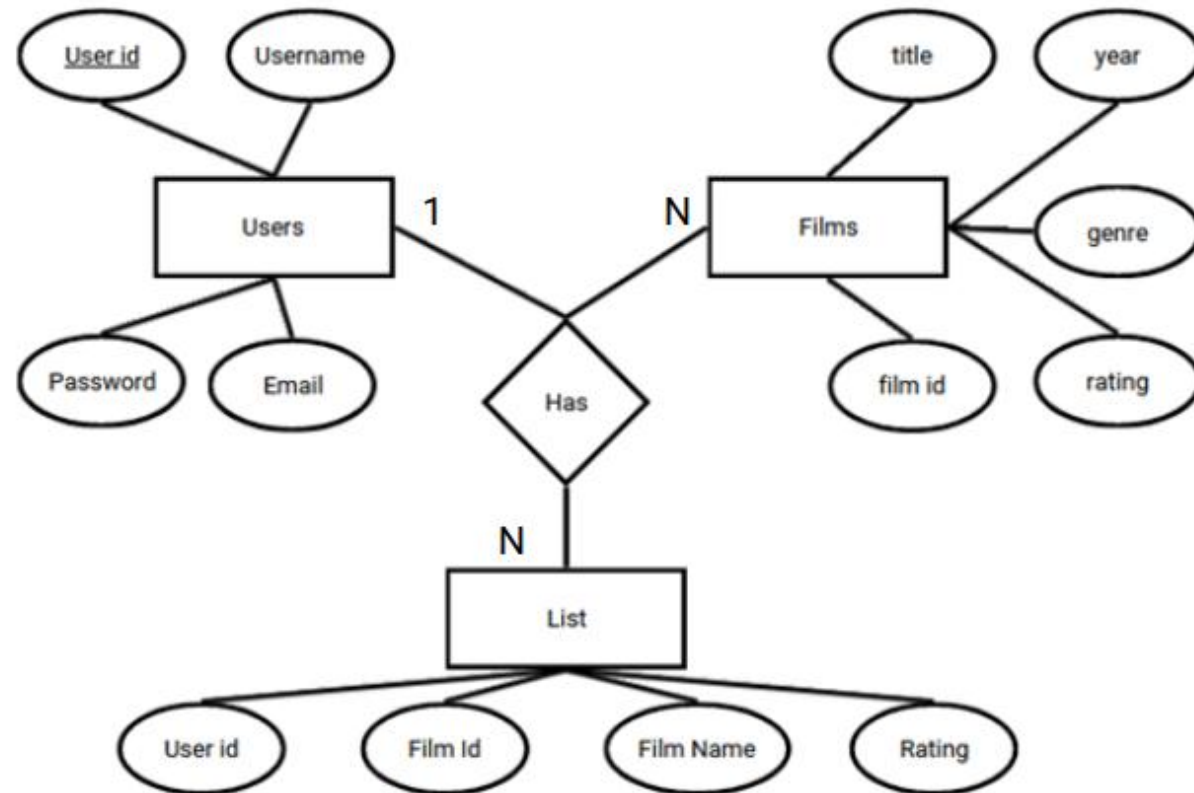 User id
Username
title
year
Users
1
N
Films
genre
Password
Email
Has
film id
rating
N
List
User id
Film Id
Film Name
Rating